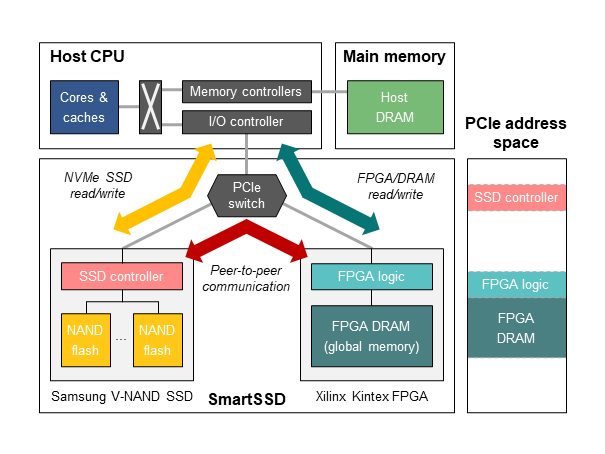 Host CPU
Main memory
Cores &
caches
Memory controllers
I/O controller
Host
DRAM
PCIe address
space
NVMe SSD
read/write
PCIe
switch
FPGA/DRAM
read/write
SSD controller
Peer-to-peer
communication
SSD controller
NAND
flash
...
NAND
flash
FPGA logic
FPGA DRAM
(global memory)
FPGA logic
FPGA
DRAM
Samsung V-NAND SSD
SmartSSD
Xilinx Kintex FPGA